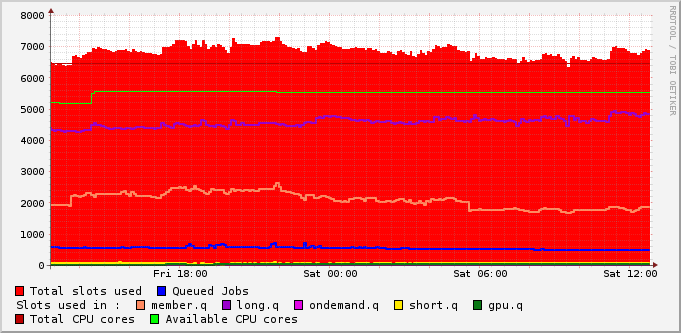 8000
7000
6000
5000
4000
3000
2000
1000
0
Fri 18:00 Sat 00:00 Sat 06:00 Sat 12:00
Total slots used Queued Jobs
Slots used in : member.q long.q ondemand.q short.q gpu.q
Total CPU cores Available CPU cores
RRDTOOL / TOBI OETIKER